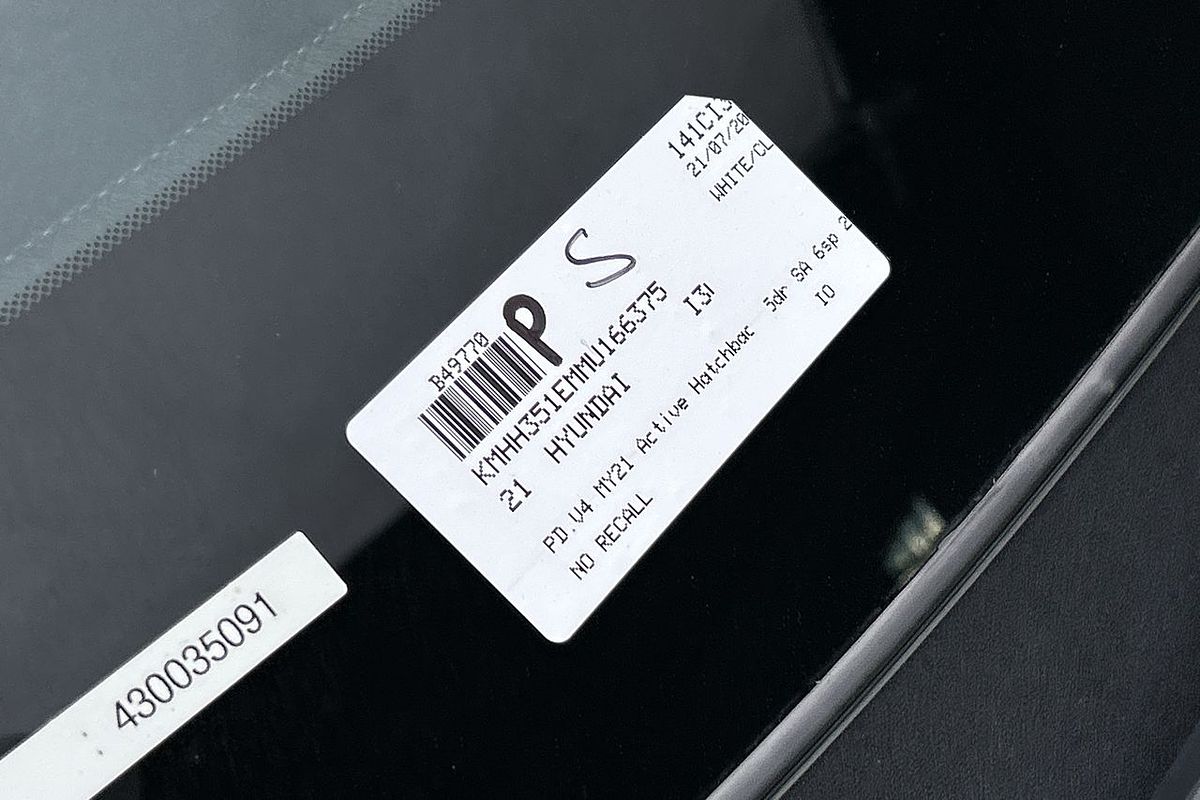 141CI3
21/07/20
WHITE/CL
S
B49770
P
KMHH351EMMU166375
21 HYUNDAI I3
PD.V4 MY21 Active Hatchbac 5dr SA 6sp 2
NO RECALL IO
430035091